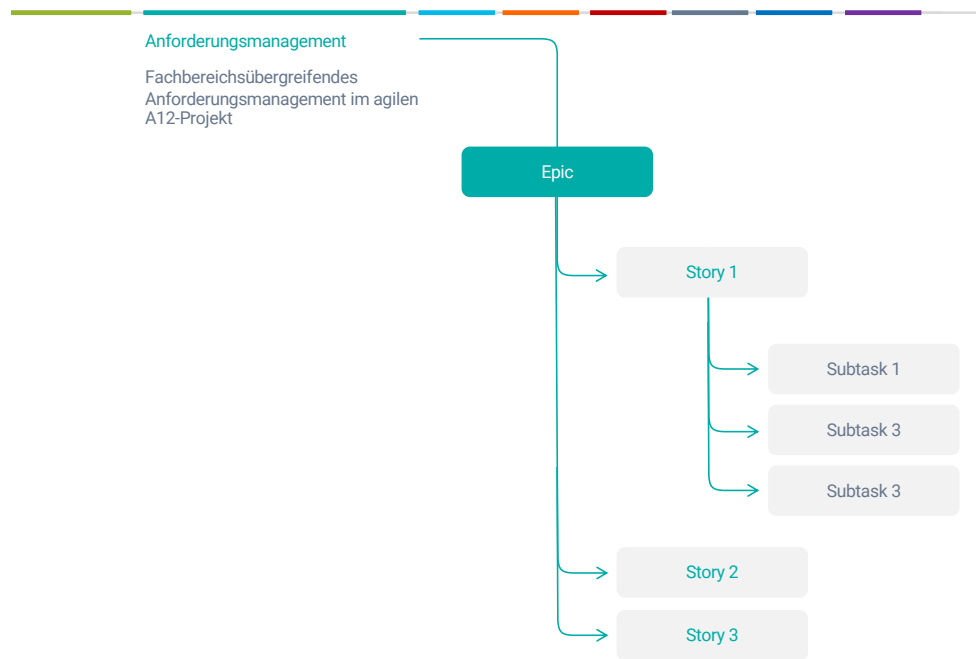 Anforderungsmanagement
Fachbereichsübergreifendes
Anforderungsmanagement im agilen
A12-Projekt
Epic
Story 1
Subtask 1
Subtask 3
Subtask 3
Story 2
Story 3